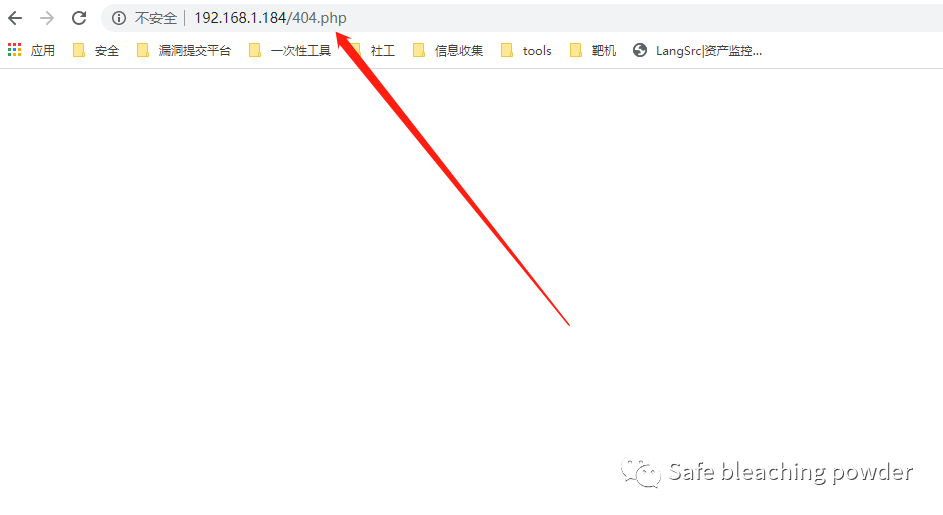 不安全 192.168.1.184/404.php
应用 安全 漏洞提交平台 一次性工具 社工 信息收集 tools 靶机 LangSrc|资产监控...
Safe bleaching powder